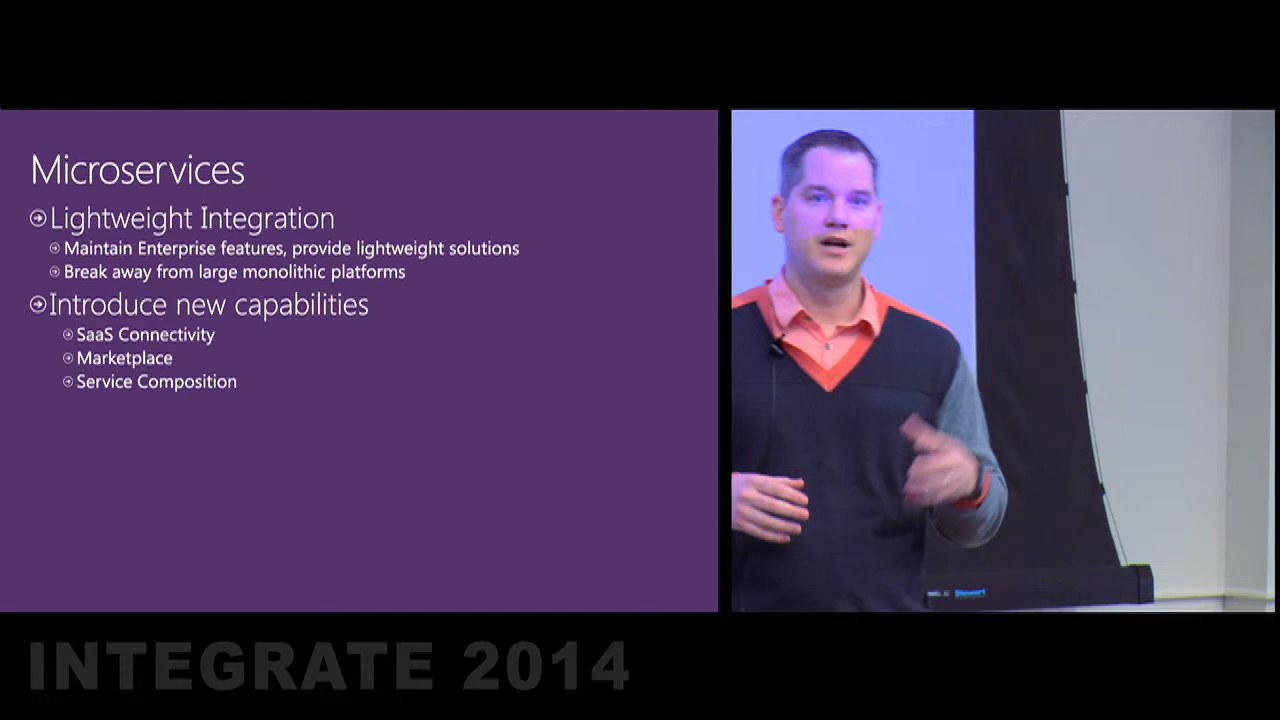 Microservices
Lightweight Integration
Maintain Enterprise features, provide lightweight solutions
Break away from large monolithic platforms
Introduce new capabilities
SaaS Connectivity
Marketplace
Service Composition
Stewart
INTEGRATE 2014